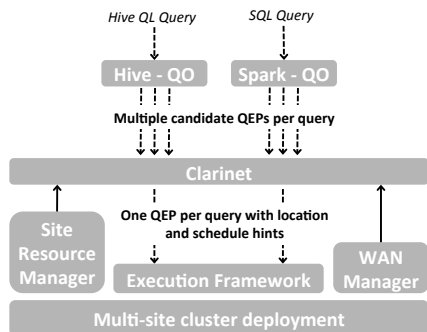 Hive QL Query
SQL Query
Hive - QO
Spark - QO
Multiple candidate QEPs per query
Clarinet
One QEP per query with location
and schedule hints
Site
Resource
Manager
WAN
Manager
Execution Framework
Multi-site cluster deployment